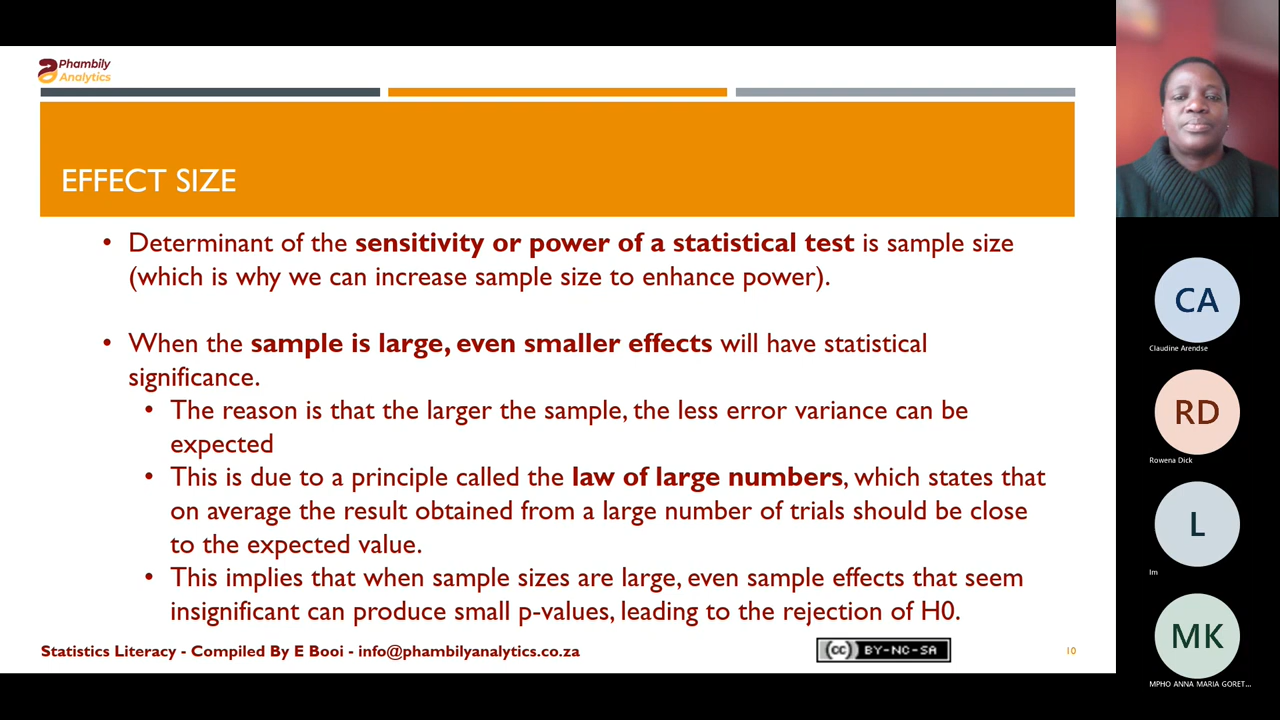 Phambily
Analytics
EFFECT SIZE
• Determinant of the sensitivity or power of a statistical test is sample size
(which is why we can increase sample size to enhance power).
• When the sample is large, even smaller effects will have statistical
significance.
• The reason is that the larger the sample, the less error variance can be
expected
• This is due to a principle called the law of large numbers, which states that
on average the result obtained from a large number of trials should be close
to the expected value.
• This implies that when sample sizes are large, even sample effects that seem
insignificant can produce small p-values, leading to the rejection of H0.
Statistics Literacy - Compiled By E Booi - info@phambilyanalytics.co.za
cc BY-NC-SA
10
CA
Claudine Arendse
RD
Rowena Dick
L
lm
MK
MPHO ANNA MARIA GORET...